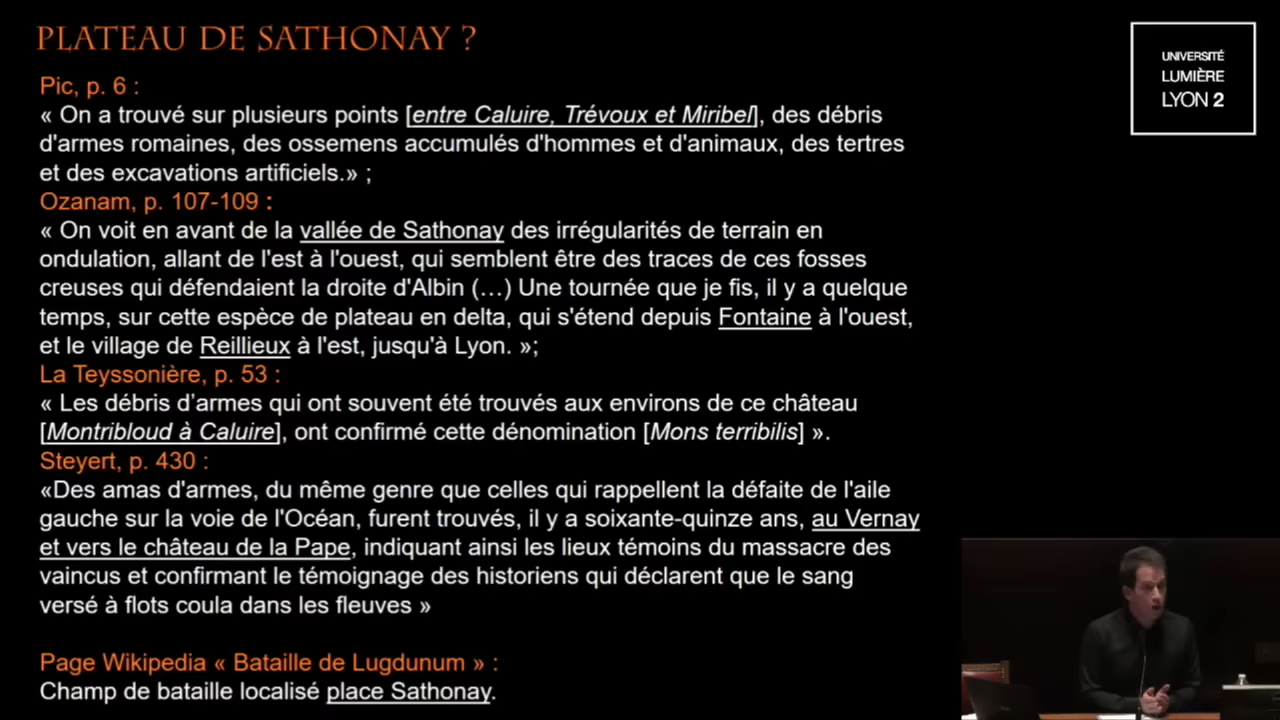 PLATEAU DE SATHONAY ?
UNIVERSITÉ
LUMIÈRE
LYON 2
Pic, p. 6 :
« On a trouvé sur plusieurs points [entre Caluire, Trévoux et Miribel], des débris
d'armes romaines, des ossements accumulés d'hommes et d'animaux, des tertres
et des excavations artificiels.» ;
Ozanam, p. 107-109 :
« On voit en avant de la vallée de Sathonay des irrégularités de terrain en
ondulation, allant de l'est à l'ouest, qui semblent être des traces de ces fosses
creuses qui défendaient la droite d'Albin (…) Une tournée que je fis, il y a quelque
temps, sur cette espèce de plateau en delta, qui s'étend depuis Fontaine à l'ouest,
et le village de Reillieux à l'est, jusqu'à Lyon. »;
La Teyssonière, p. 53 :
« Les débris d’armes qui ont souvent été trouvés aux environs de ce château
[Montribloud à Caluire], ont confirmé cette dénomination [Mons terribilis] ».
Steyert, p. 430 :
«Des amas d'armes, du même genre que celles qui rappellent la défaite de l'aile
gauche sur la voie de l'Océan, furent trouvés, il y a soixante-quinze ans, au Vernay
et vers le château de la Pape, indiquant ainsi les lieux témoins du massacre des
vaincus et confirmant le témoignage des historiens qui déclarent que le sang
versé à flots coula dans les fleuves »
Page Wikipedia « Bataille de Lugdunum » :
Champ de bataille localisé place Sathonay.